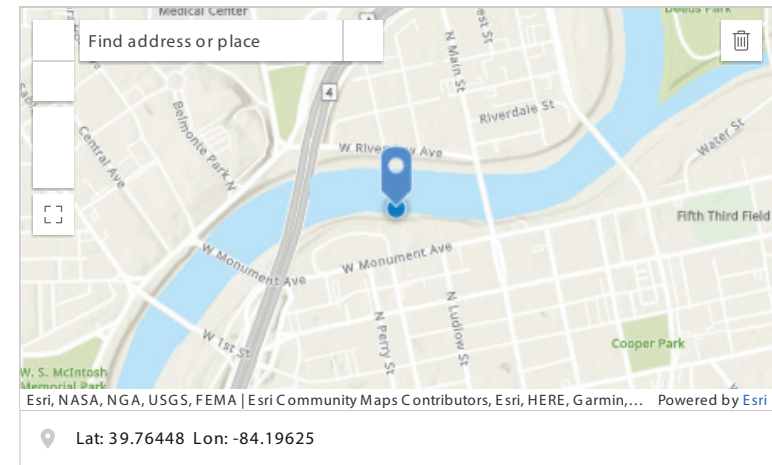 Medical Center
Deeds Park
Find address or place
N Main St
4
Riverdale St
Belmonte Park N
Central Ave
W Riverview Ave
Water St
Fifth Third Field
W Monument Ave
W Monument Ave
N Perry St
N Ludlow St
W 1st St
Cooper Park
W. S. McIntosh
Memorial Park
Esri, NASA, NGA, USGS, FEMA | Esri Community Maps Contributors, Esri, HERE, Garmin,... Powered by Esri
Lat: 39.76448 Lon: -84.19625